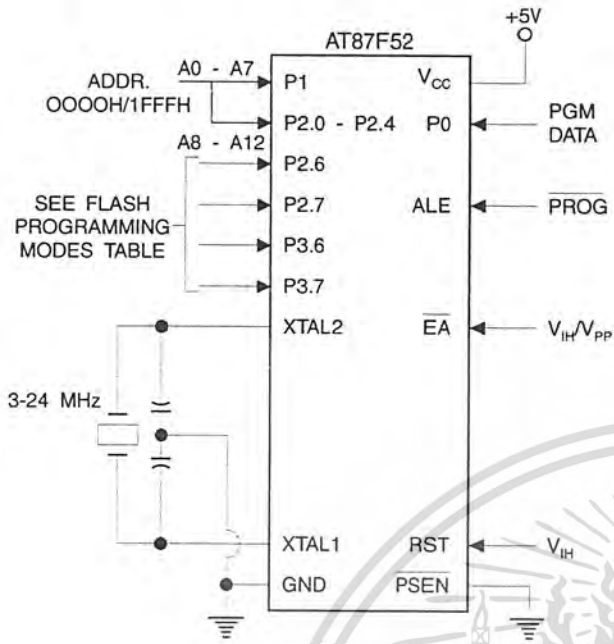 +5V
AT87F52
ADDR.
OOOOH/1FFFH
A0 - A7
P1
VCC
P2.0 - P2.4
P0
PGM
DATA
A8 - A12
P2.6
SEE FLASH
PROGRAMMING
MODES TABLE
P2.7
ALE
PROG
P3.6
P3.7
XTAL2
EA
VIH/VPP
3-24 MHz
XTAL1
RST
VIH
GND
PSEN